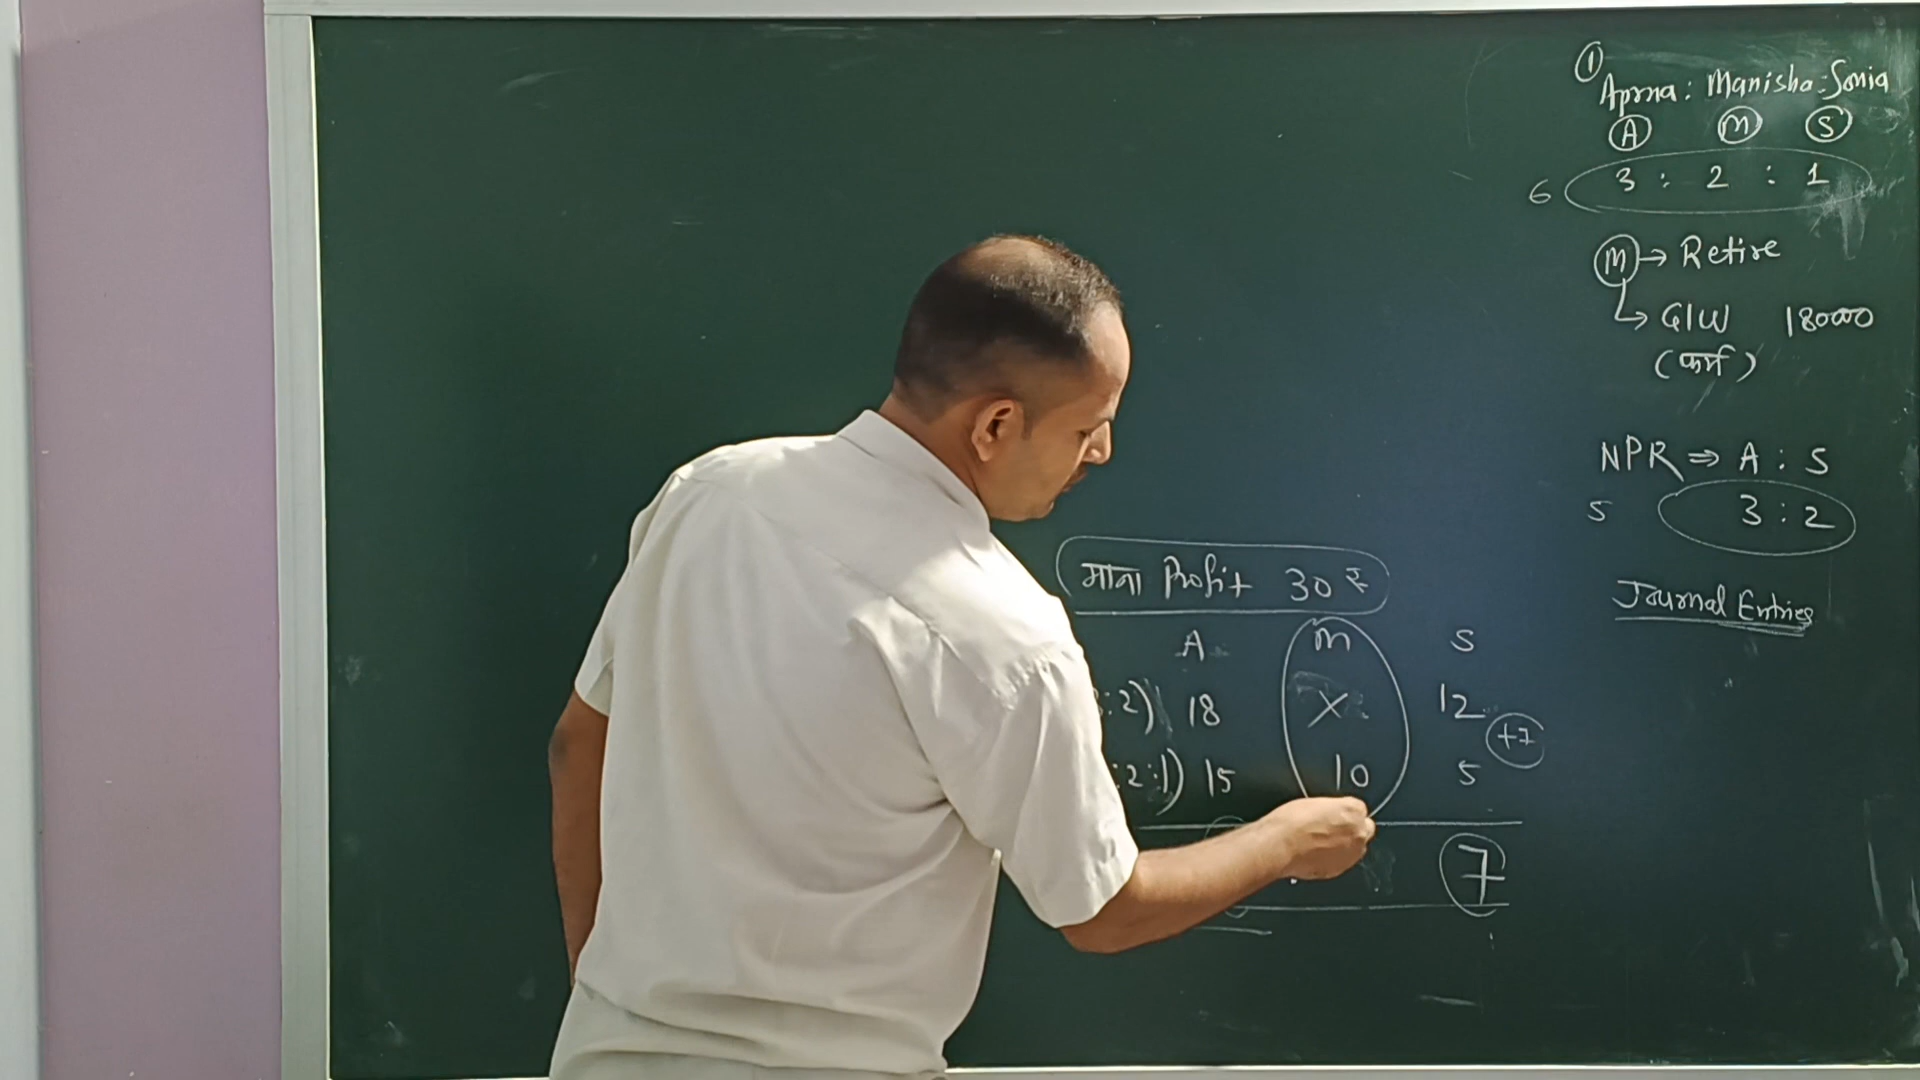 ①
Aprna : Manisha : Sonia
A M S
6 3 : 2 : 1
M → Retire
↳ G/W 18000
(फर्म)
NPR ⇒ A : S
5 3 : 2
Journal Entries
माना Profit 30 ₹
A M S
:2) 18 × 12
+7
:2:1) 15 10 5
7